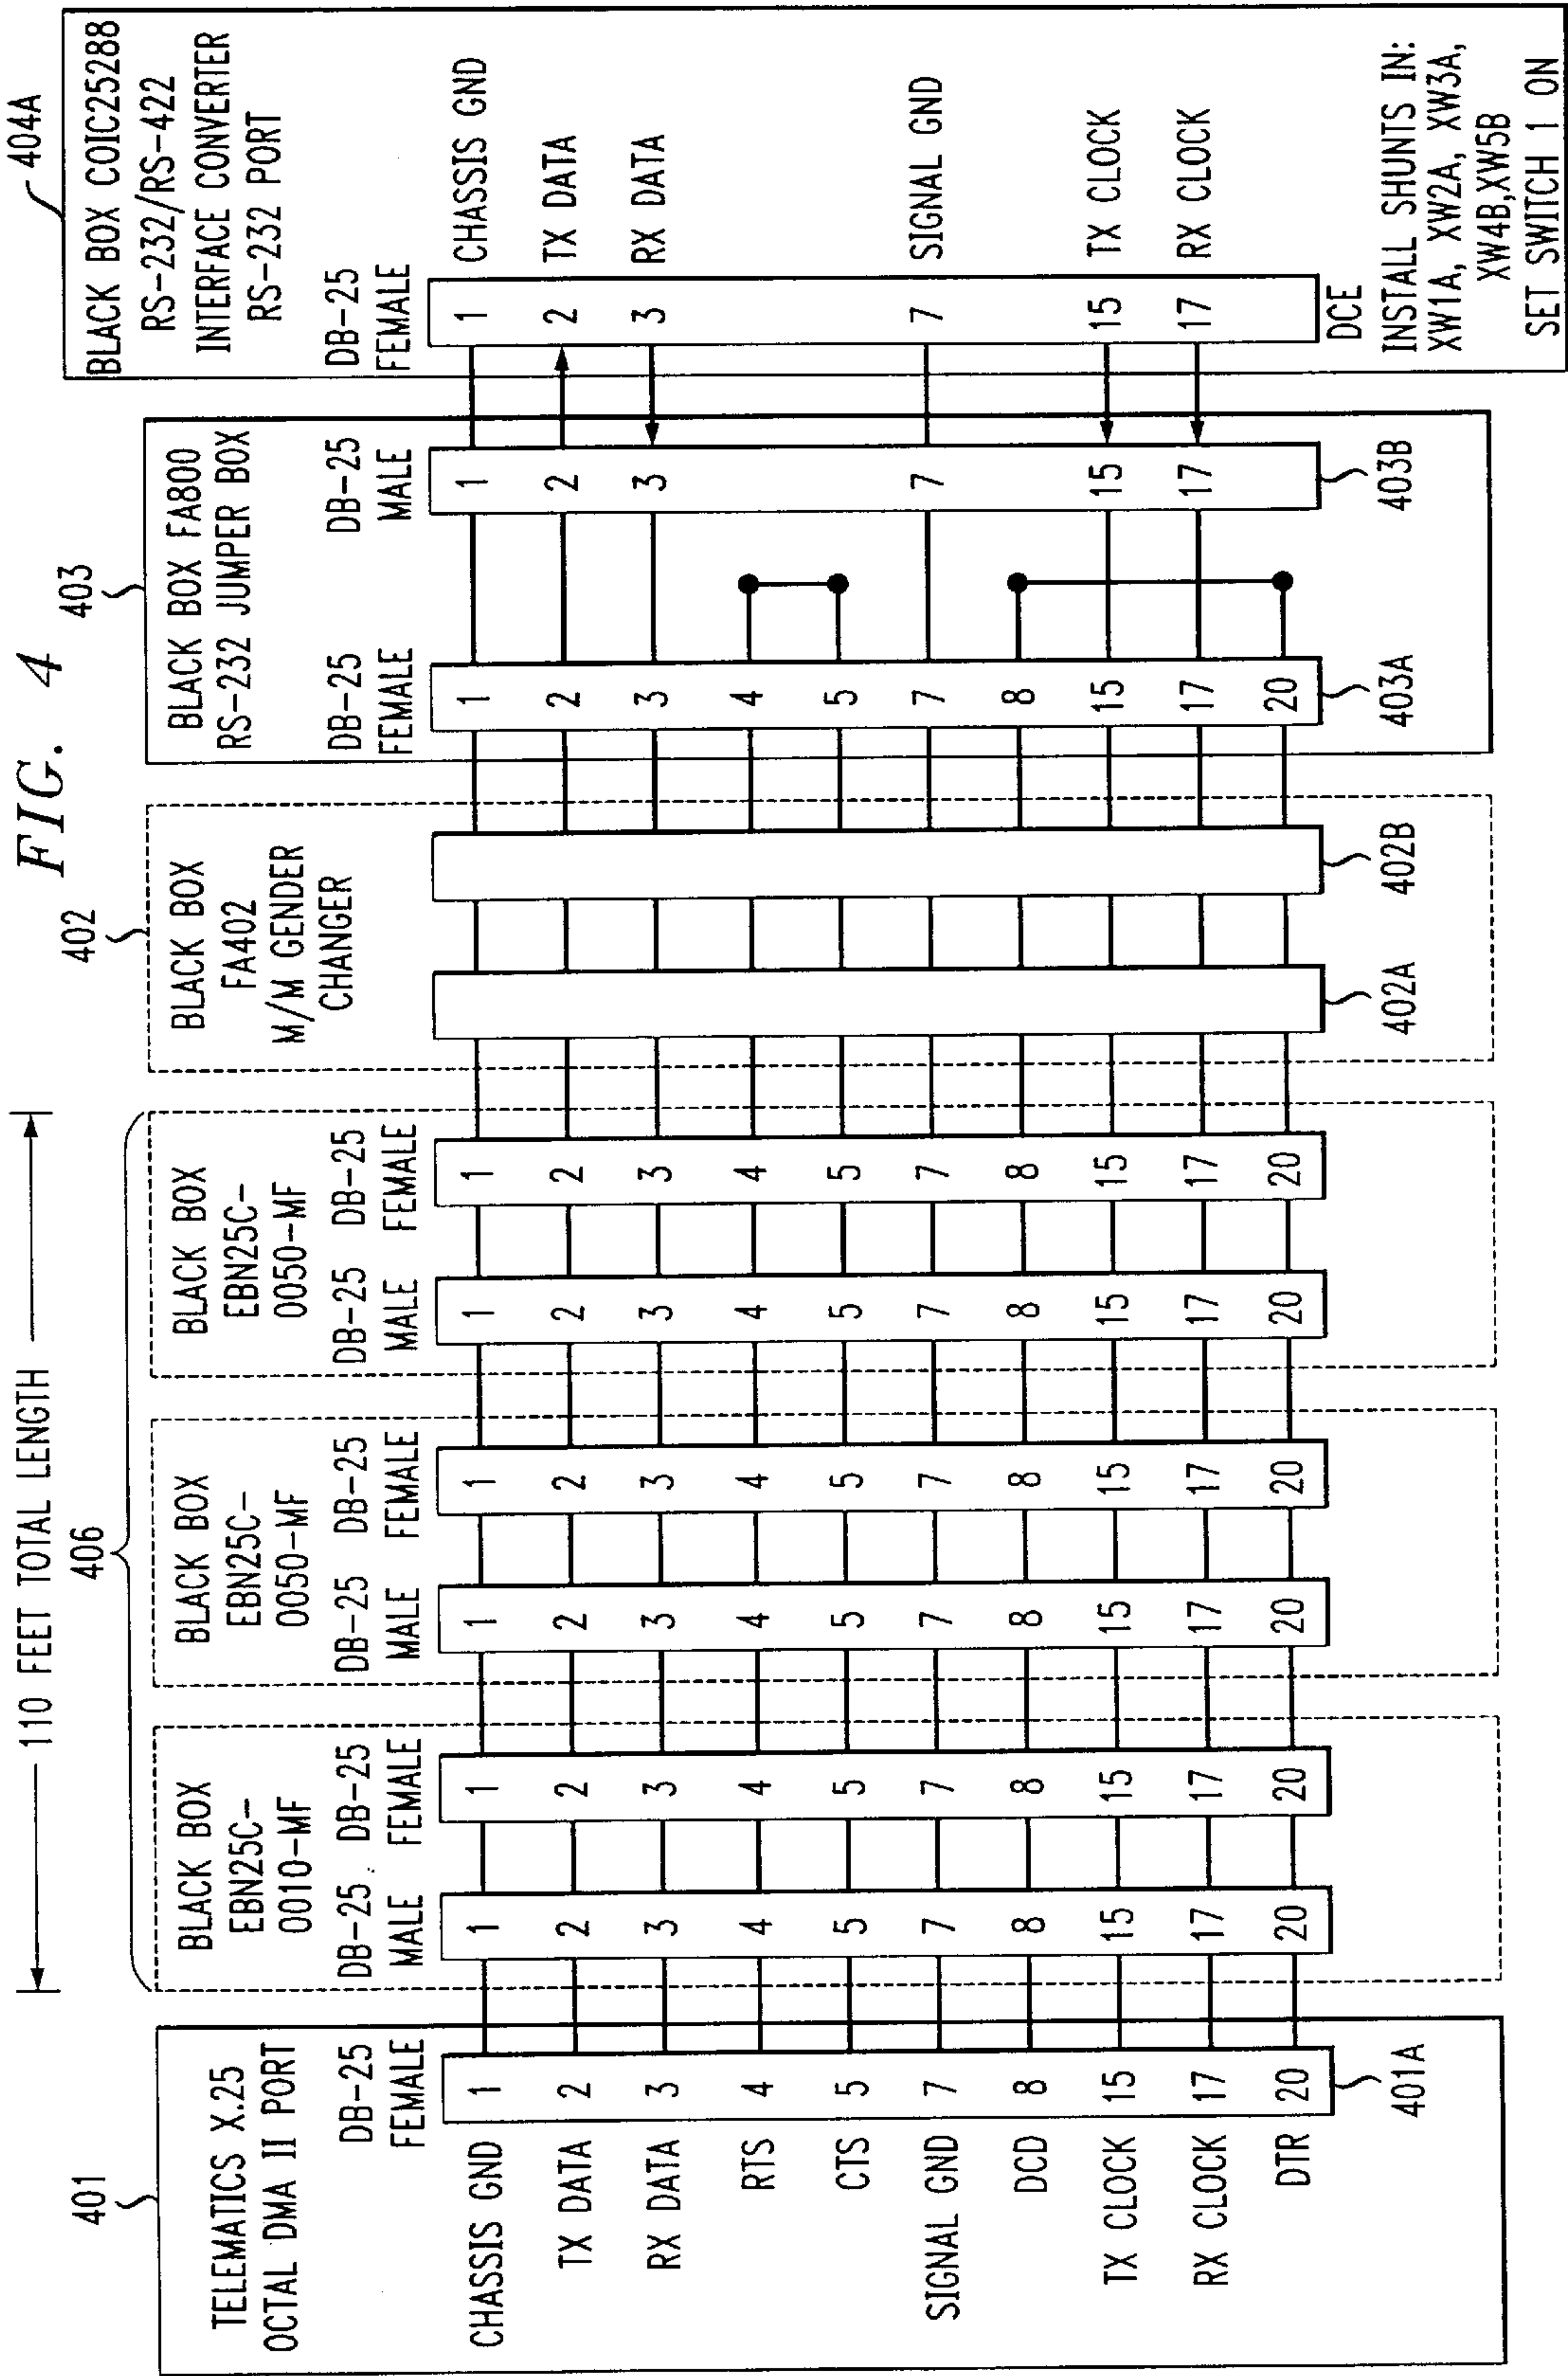 FIG. 4
110 FEET TOTAL LENGTH
406
401
TELEMATICS X.25
OCTAL DMA II PORT
DB-25
FEMALE
CHASSIS GND
1
TX DATA
2
RX DATA
3
RTS
4
CTS
5
SIGNAL GND
7
DCD
8
TX CLOCK
15
RX CLOCK
17
DTR
20
401A
BLACK BOX
EBN25C-
0010-MF
DB-25
MALE
1
2
3
4
5
7
8
15
17
20
DB-25
FEMALE
1
2
3
4
5
7
8
15
17
20
BLACK BOX
EBN25C-
0050-MF
DB-25
MALE
1
2
3
4
5
7
8
15
17
20
DB-25
FEMALE
1
2
3
4
5
7
8
15
17
20
BLACK BOX
EBN25C-
0050-MF
DB-25
MALE
1
2
3
4
5
7
8
15
17
20
DB-25
FEMALE
1
2
3
4
5
7
8
15
17
20
402
BLACK BOX
FA402
M/M GENDER
CHANGER
402A
402B
403
BLACK BOX FA800
RS-232 JUMPER BOX
DB-25
FEMALE
1
2
3
4
5
7
8
15
17
20
403A
DB-25
MALE
1
2
3
7
15
17
403B
404A
BLACK BOX COIC25288
RS-232/RS-422
INTERFACE CONVERTER
RS-232 PORT
DB-25
FEMALE
1
CHASSIS GND
2
TX DATA
3
RX DATA
7
SIGNAL GND
15
TX CLOCK
17
RX CLOCK
DCE
INSTALL SHUNTS IN:
XW1A, XW2A, XW3A,
XW4B,XW5B
SET SWITCH 1 ON